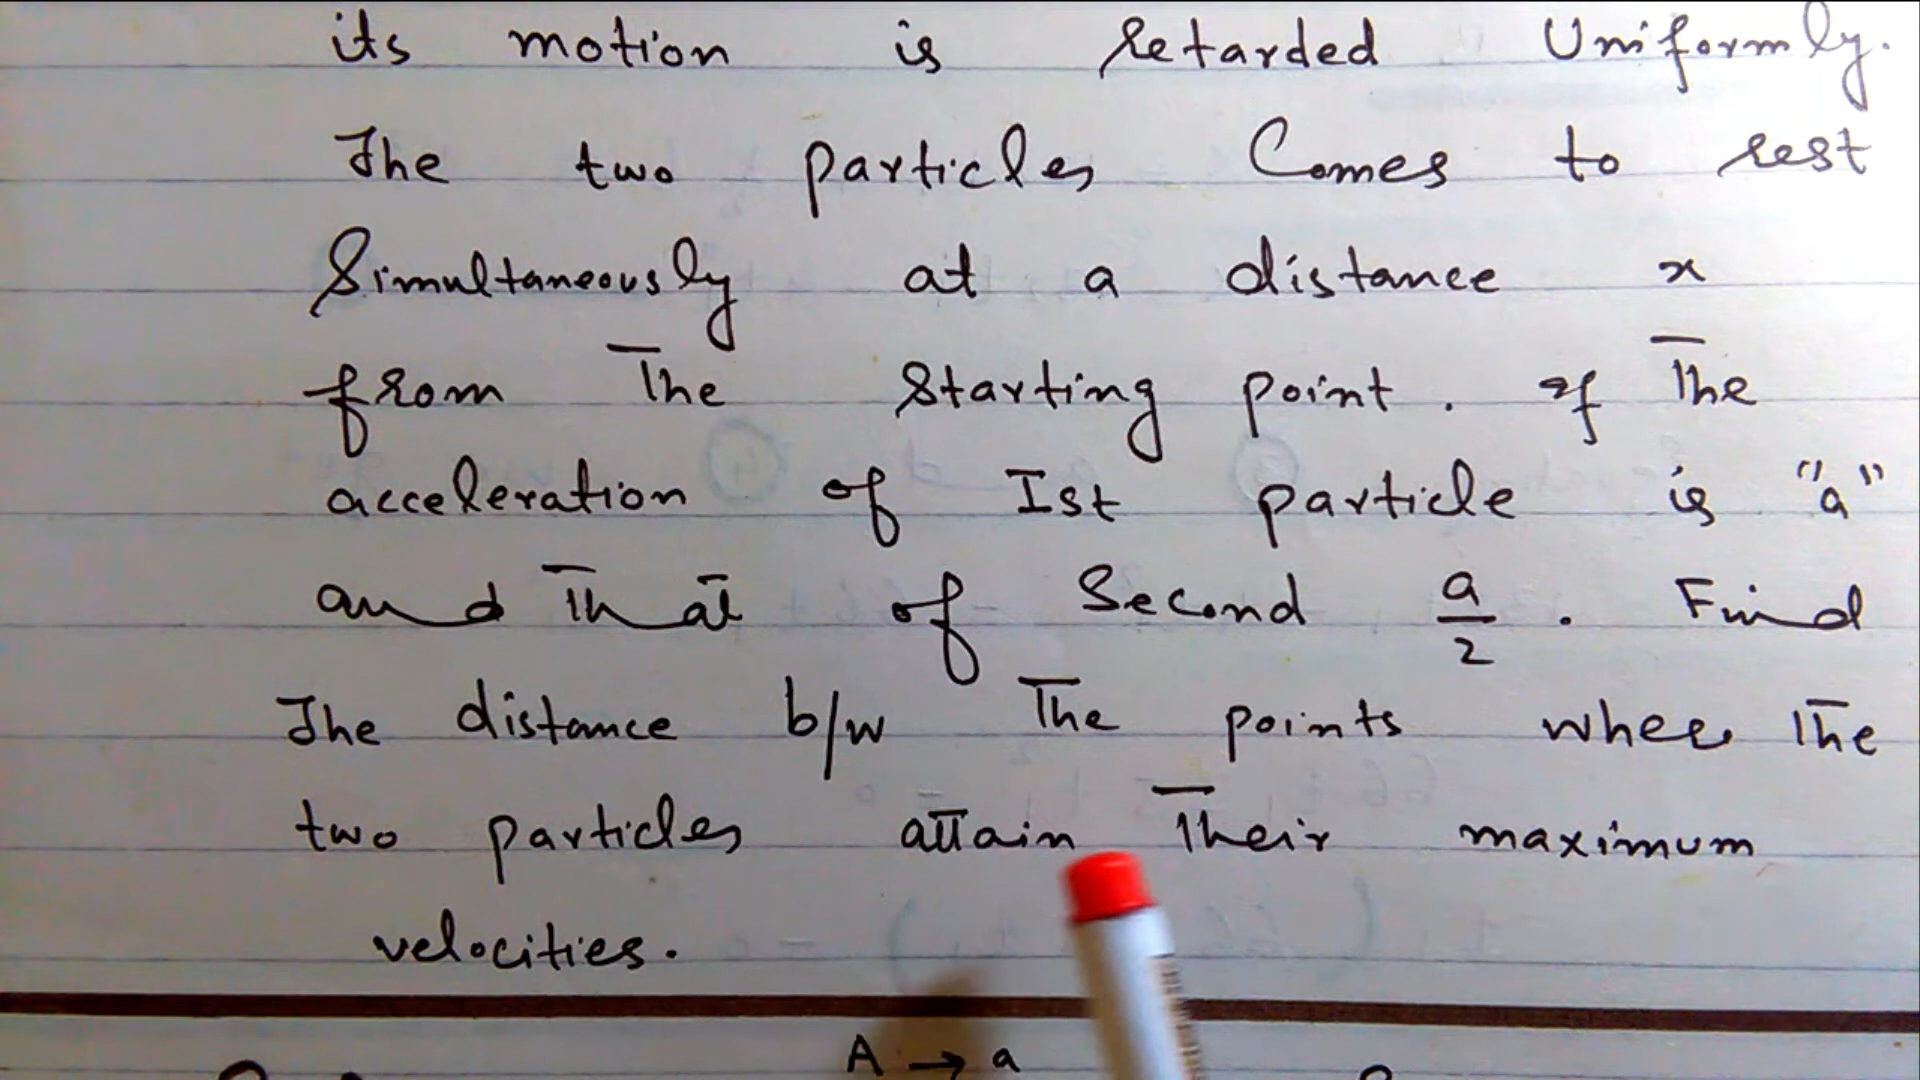 its motion is retarded Uniformly.
The two particles Comes to rest
Simultaneously at a distance x
from The starting point. If The
acceleration of Ist particle is "a"
and That of Second a/2. Find
The distance b/w The points where The
two particles attain Their maximum
velocities.
A → a